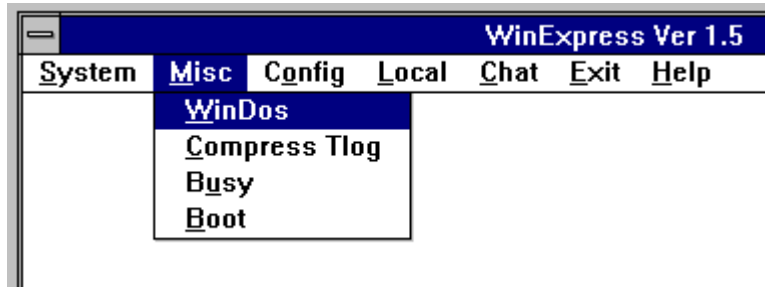 WinExpress Ver 1.5
System Misc Config Local Chat Exit Help
WinDos
Compress Tlog
Busy
Boot